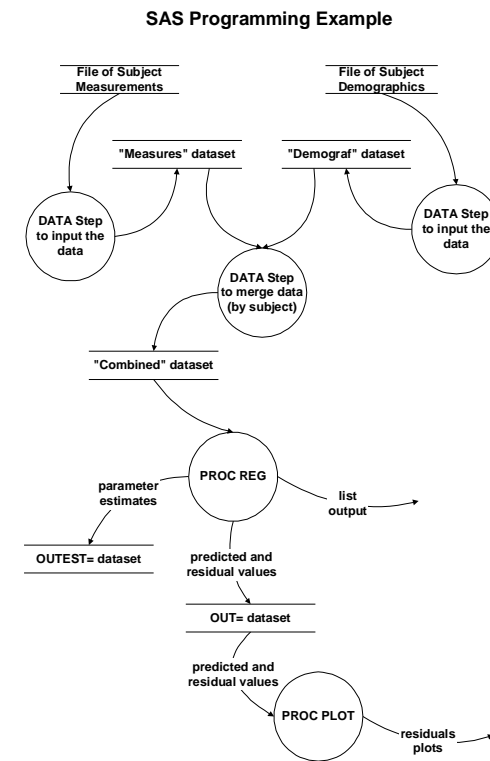 SAS Programming Example
File of Subject
Measurements
File of Subject
Demographics
"Measures" dataset
"Demograf" dataset
DATA Step
to input the
data
DATA Step
to input the
data
DATA Step
to merge data
(by subject)
"Combined" dataset
PROC REG
parameter
estimates
list
output
OUTEST= dataset
predicted and
residual values
OUT= dataset
predicted and
residual values
PROC PLOT
residuals
plots